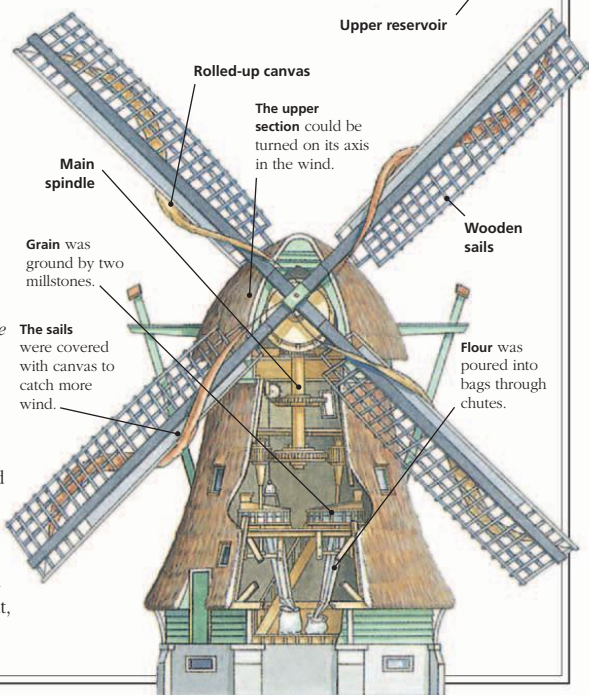 Upper reservoir
Rolled-up canvas
The upper
section could be
turned on its axis
in the wind.
Main
spindle
Wooden
sails
Grain was
ground by two
millstones.
The sails
were covered
with canvas to
catch more
wind.
Flour was
poured into
bags through
chutes.